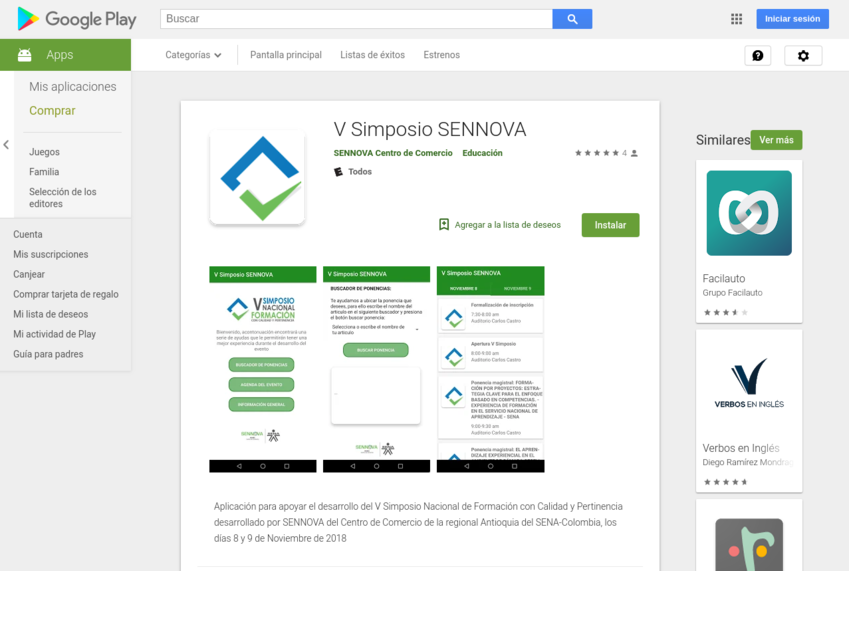 Google Play
Buscar
Iniciar sesión
Apps
Categorías
Pantalla principal
Listas de éxitos
Estrenos
Mis aplicaciones
Comprar
Juegos
Familia
Selección de los
editores
Cuenta
Mis suscripciones
Canjear
Comprar tarjeta de regalo
Mi lista de deseos
Mi actividad de Play
Guía para padres
V Simposio SENNOVA
SENNOVA Centro de Comercio Educación
4
E Todos
Agregar a la lista de deseos
Instalar
V Simposio SENNOVA
V SIMPOSIO
NACIONAL
FORMACIÓN
CON CALIDAD Y PERTINENCIA
Bienvenido, acontonuación encontrará una
serie de ayudas que le permitirán tener una
mejor experiencia durante el desarrollo del
evento
BUSCADOR DE PONENCIAS
AGENDA DEL EVENTO
INFORMACIÓN GENERAL
SENNOVA
V Simposio SENNOVA
BUSCADOR DE PONENCIAS:
Te ayudamos a ubicar la ponencia que
desees, para ello escribe el nombre del
artículo en el siguiente buscador y presiona
el botón buscar ponencia:
Selecciona o escribe el nombre de
tu artículo
BUSCAR PONENCIA
...
SENNOVA
V Simposio SENNOVA
NOVIEMBRE 8
NOVIEMBRE 9
Formalización de inscripción
7:30-8:00 am
Auditorio Carlos Castro
Apertura V Simposio
8:00-9:00 am
Auditorio Carlos Castro
Ponencia magistral: FORMA-
CIÓN POR PROYECTOS: ESTRA-
TEGIA CLAVE PARA EL ENFOQUE
BASADO EN COMPETENCIAS. -
EXPERIENCIA DE FORMACIÓN
EN EL SERVICIO NACIONAL DE
APRENDIZAJE - SENA
9:00-9:30 am
Auditorio Carlos Castro
Ponencia magistral: EL APREN-
DIZAJE EXPERIENCIAL EN EL
Aplicación para apoyar el desarrollo del V Simposio Nacional de Formación con Calidad y Pertinencia
desarrollado por SENNOVA del Centro de Comercio de la regional Antioquia del SENA-Colombia, los
días 8 y 9 de Noviembre de 2018
Similares
Ver más
Facilauto
Grupo Facilauto
VERBOS EN INGLÉS
Verbos en Inglés
Diego Ramírez Mondrag